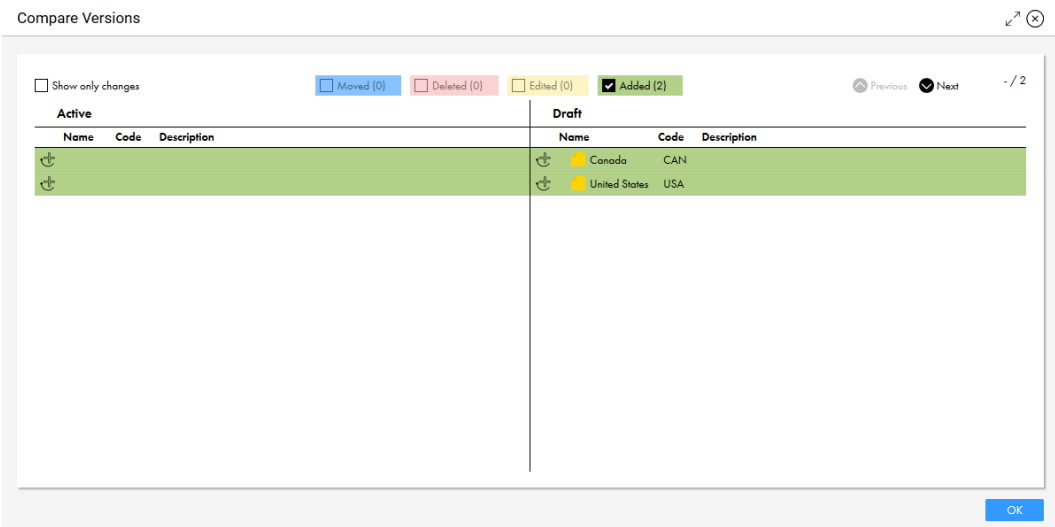 Compare Versions
Show only changes Moved (0) Deleted (0) Edited (0) Added (2) Previous Next - / 2
Active Draft
Name Code Description Name Code Description
Canada CAN
United States USA
OK